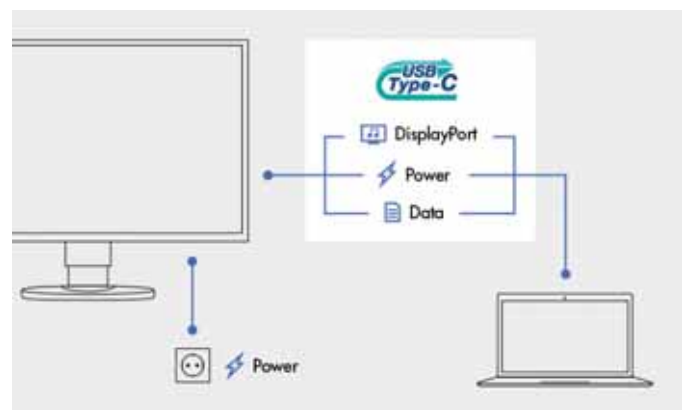 USB
Type-C
DisplayPort
Power
Data
Power